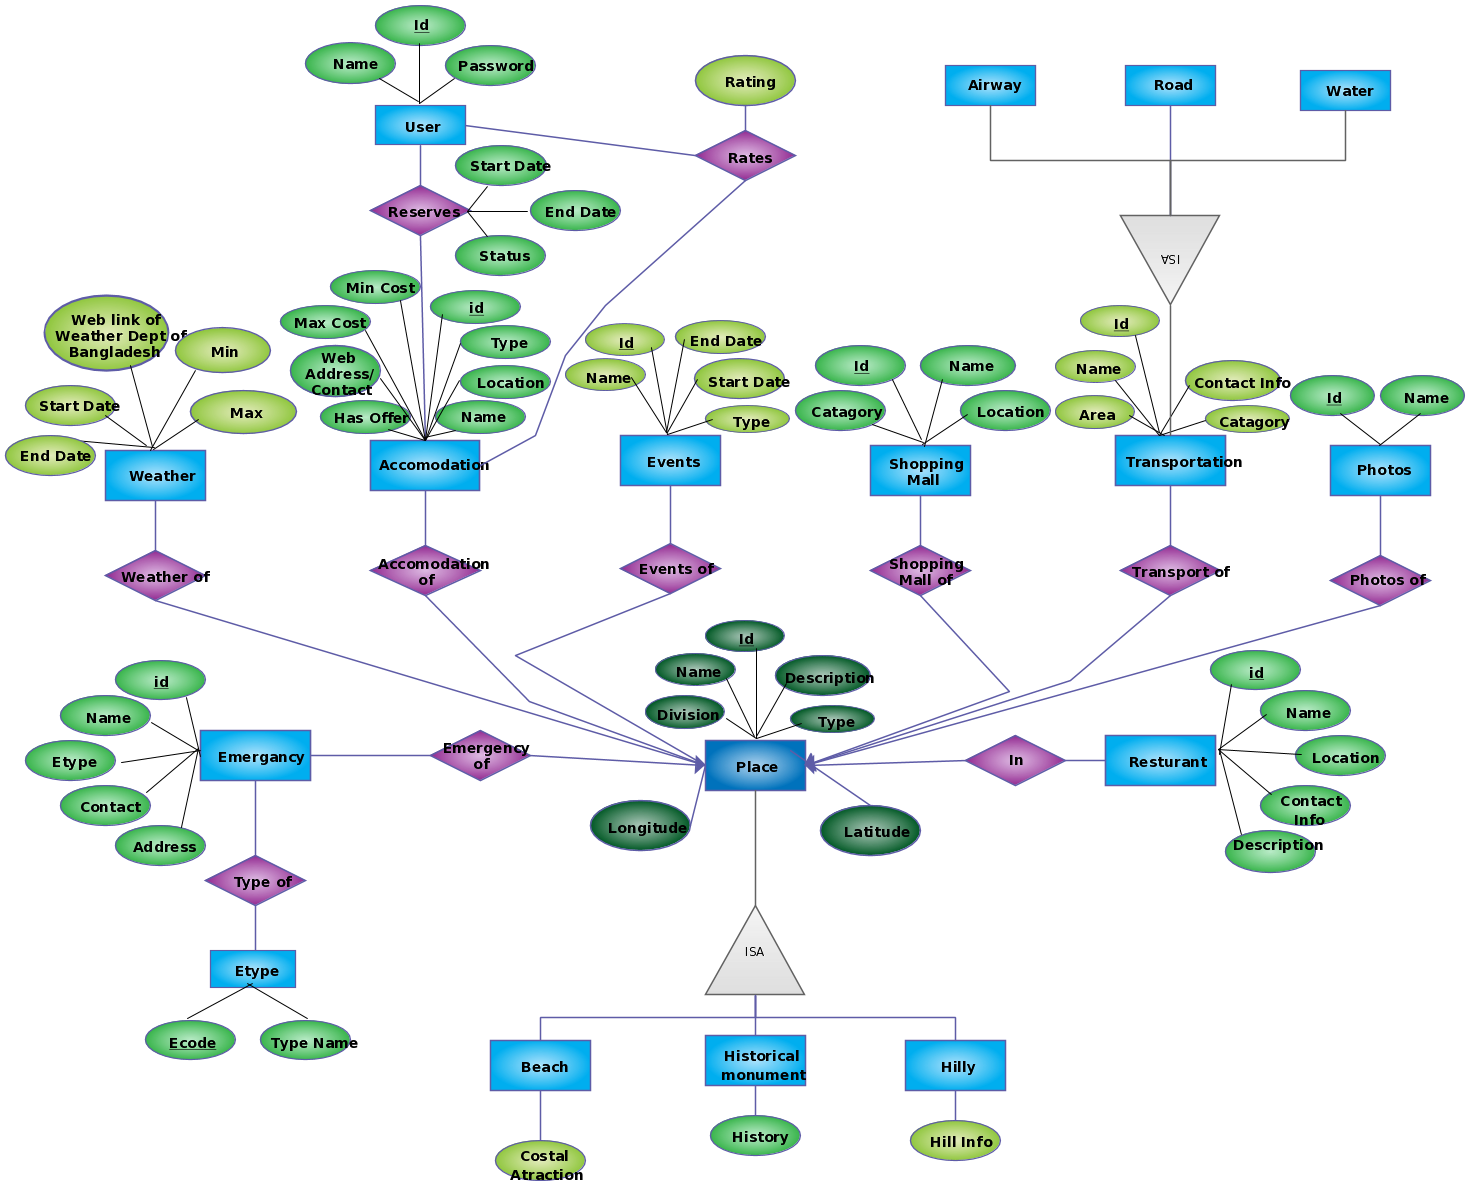 Id
Name
Password
User
Rating
Rates
Airway
Road
Water
Start Date
Reserves
End Date
Status
ISA
Min Cost
id
Max Cost
Type
Web
Address/
Contact
Location
Has Offer
Name
Accomodation
Web link of
Weather Dept of
Bangladesh
Min
Start Date
Max
End Date
Weather
Id
End Date
Name
Start Date
Type
Events
Id
Name
Catagory
Location
Shopping
Mall
Id
Name
Contact Info
Area
Catagory
Transportation
Id
Name
Photos
Weather of
Accomodation
of
Events of
Shopping
Mall of
Transport of
Photos of
Id
Name
Description
Division
Type
Place
Longitude
Latitude
id
Name
Etype
Contact
Address
Emergancy
Emergency
of
In
Resturant
id
Name
Location
Contact
Info
Description
Type of
Etype
Ecode
Type Name
ISA
Beach
Historical
monument
Hilly
Costal
Atraction
History
Hill Info